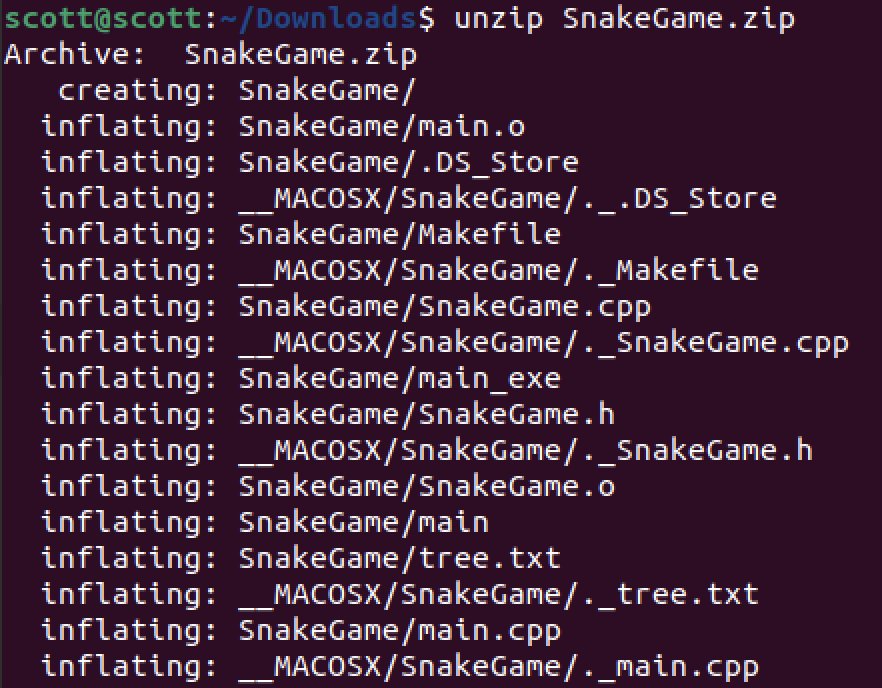 scott@scott:~/Downloads$ unzip SnakeGame.zip
Archive:  SnakeGame.zip
   creating: SnakeGame/
  inflating: SnakeGame/main.o
  inflating: SnakeGame/.DS_Store
  inflating: __MACOSX/SnakeGame/._.DS_Store
  inflating: SnakeGame/Makefile
  inflating: __MACOSX/SnakeGame/._Makefile
  inflating: SnakeGame/SnakeGame.cpp
  inflating: __MACOSX/SnakeGame/._SnakeGame.cpp
  inflating: SnakeGame/main_exe
  inflating: SnakeGame/SnakeGame.h
  inflating: __MACOSX/SnakeGame/._SnakeGame.h
  inflating: SnakeGame/SnakeGame.o
  inflating: SnakeGame/main
  inflating: SnakeGame/tree.txt
  inflating: __MACOSX/SnakeGame/._tree.txt
  inflating: SnakeGame/main.cpp
  inflating: __MACOSX/SnakeGame/._main.cpp